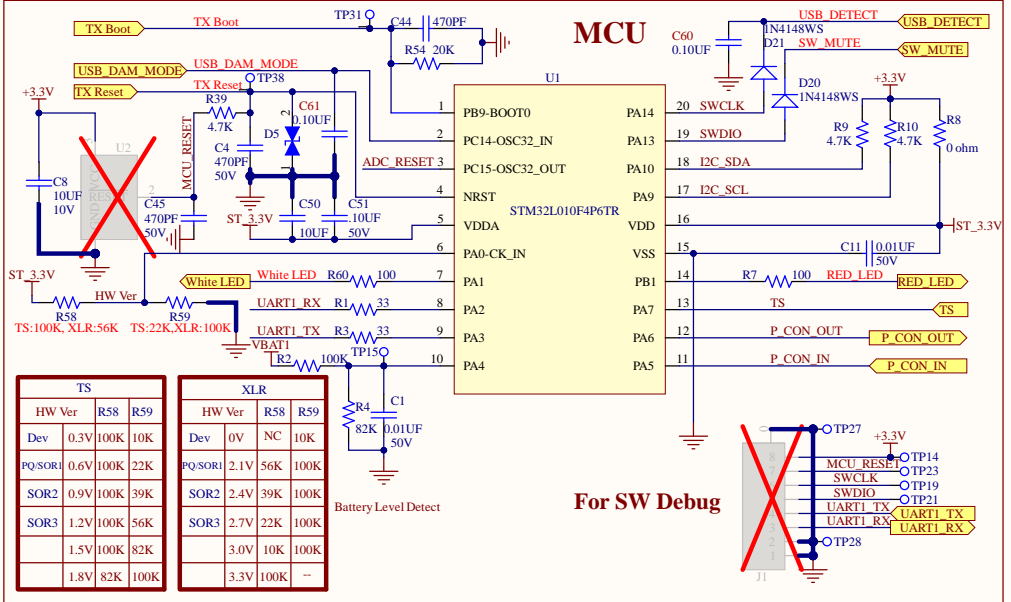 TP31
C44
470PF
MCU
USB_DETECT
USB_DETECT
TX Boot
TX Boot
R54 20K
C60
0.10UF
1N4148WS
D21
SW_MUTE
SW_MUTE
USB_DAM_MODE
USB_DAM_MODE
TP38
TX Reset
TX Reset
U1
D20
1N4148WS
+3.3V
+3.3V
R39
4.7K
C61
0.10UF
2
D5
1
1
PB9-BOOT0
PA14
20
SWCLK
R9
4.7K
R10
4.7K
R8
0 ohm
MCU_RESET
U2
C4
470PF
50V
2
PC14-OSC32_IN
PA13
19
SWDIO
ADC_RESET
3
PC15-OSC32_OUT
PA10
18
I2C_SDA
C8
10UF
10V
VCC
RESET
GND
2
C45
470PF
50V
4
NRST
PA9
17
I2C_SCL
STM32L010F4P6TR
ST_3.3V
C50
10UF
C51
.10UF
50V
5
VDDA
VDD
16
ST_3.3V
6
PA0-CK_IN
VSS
15
C11
0.01UF
50V
ST_3.3V
White LED
White LED
R60
100
7
PA1
PB1
14
R7
100
RED_LED
RED_LED
HW Ver
R58
TS:100K, XLR:56K
R59
TS:22K,XLR:100K
UART1_RX
R1
33
8
PA2
PA7
13
TS
TS
UART1_TX
R3
33
9
PA3
PA6
12
P_CON_OUT
P_CON_OUT
VBAT1
R2
100K
TP15
10
PA4
PA5
11
P_CON_IN
P_CON_IN
R4
82K
C1
0.01UF
50V
Battery Level Detect
TS
HW Ver R58 R59
Dev 0.3V 100K 10K
PQ/SOR1 0.6V 100K 22K
SOR2 0.9V 100K 39K
SOR3 1.2V 100K 56K
1.5V 100K 82K
1.8V 82K 100K
XLR
HW Ver R58 R59
Dev 0V NC 10K
PQ/SOR1 2.1V 56K 100K
SOR2 2.4V 39K 100K
SOR3 2.7V 22K 100K
3.0V 10K 100K
3.3V 100K --
For SW Debug
0
TP27
+3.3V
8
TP14
7
MCU_RESET
TP23
SWCLK
TP19
SWDIO
TP21
UART1_TX
UART1_TX
3
UART1_RX
UART1_RX
2
TP28
1
J1